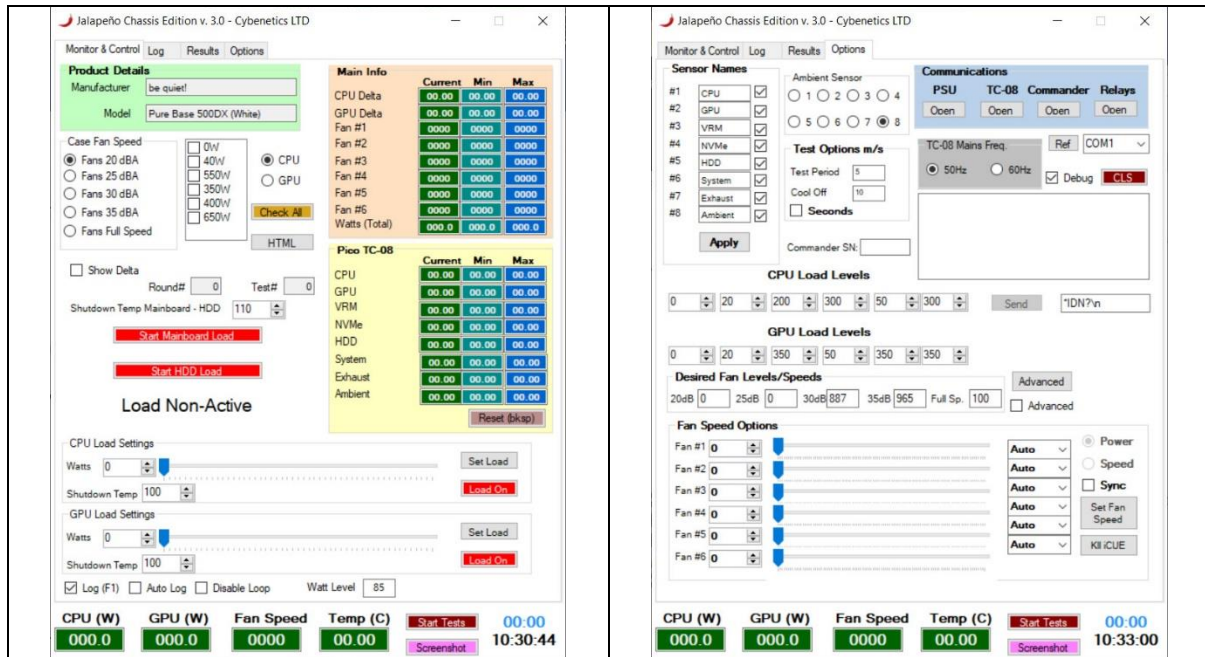 Jalapeño Chassis Edition v. 3.0 - Cybenetics LTD
Monitor & Control Log Results Options
Product Details
Manufacturer be quiet!
Model Pure Base 500DX (White)
Case Fan Speed
Fans 20 dBA
Fans 25 dBA
Fans 30 dBA
Fans 35 dBA
Fans Full Speed
0W
40W
550W
350W
400W
650W
CPU
GPU
Check All
HTML
Show Delta
Round# 0 Test# 0
Shutdown Temp Mainboard - HDD 110
Start Mainboard Load
Start HDD Load
Load Non-Active
Main Info
Current Min Max
CPU Delta 00.00 00.00 00.00
GPU Delta 00.00 00.00 00.00
Fan #1 0000 0000 0000
Fan #2 0000 0000 0000
Fan #3 0000 0000 0000
Fan #4 0000 0000 0000
Fan #5 0000 0000 0000
Fan #6 0000 0000 0000
Watts (Total) 000.0 000.0 000.0
Pico TC-08
Current Min Max
CPU 00.00 00.00 00.00
GPU 00.00 00.00 00.00
VRM 00.00 00.00 00.00
NVMe 00.00 00.00 00.00
HDD 00.00 00.00 00.00
System 00.00 00.00 00.00
Exhaust 00.00 00.00 00.00
Ambient 00.00 00.00 00.00
Reset (bksp)
CPU Load Settings
Watts 0 Set Load
Shutdown Temp 100 Load On
GPU Load Settings
Watts 0 Set Load
Shutdown Temp 100 Load On
Log (F1) Auto Log Disable Loop Watt Level 85
CPU (W) GPU (W) Fan Speed Temp (C) Start Tests 00:00
000.0 000.0 0000 00.00 Screenshot 10:30:44
Jalapeño Chassis Edition v. 3.0 - Cybenetics LTD
Monitor & Control Log Results Options
Sensor Names
#1 CPU
#2 GPU
#3 VRM
#4 NVMe
#5 HDD
#6 System
#7 Exhaust
#8 Ambient
Apply
Ambient Sensor
1 2 3 4
5 6 7 8
Test Options m/s
Test Period 5
Cool Off 10
Seconds
Commander SN:
Communications
PSU TC-08 Commander Relays
Open Open Open Open
TC-08 Mains Freq.
50Hz 60Hz
Ref COM1
Debug CLS
CPU Load Levels
0 20 200 300 50 300 Send *IDN?\n
GPU Load Levels
0 20 350 50 350 350
Desired Fan Levels/Speeds
20dB 0 25dB 0 30dB 887 35dB 965 Full Sp. 100
Advanced
Advanced
Fan Speed Options
Fan #1 0 Auto
Fan #2 0 Auto
Fan #3 0 Auto
Fan #4 0 Auto
Fan #5 0 Auto
Fan #6 0 Auto
Power
Speed
Sync
Set Fan
Speed
Kll iCUE
CPU (W) GPU (W) Fan Speed Temp (C) Start Tests 00:00
000.0 000.0 0000 00.00 Screenshot 10:33:00